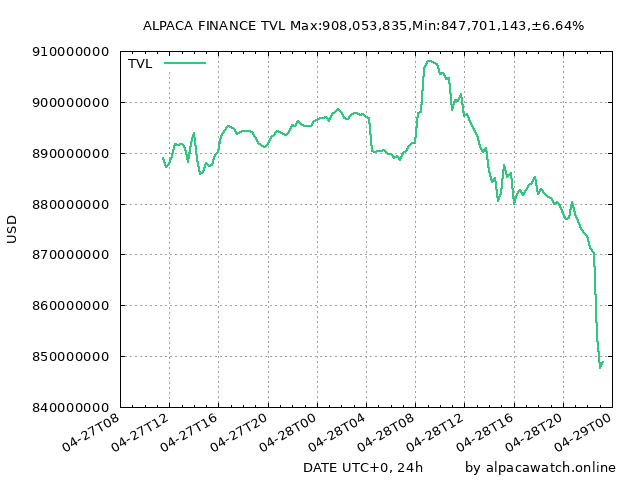 ALPACA FINANCE TVL Max:908,053,835,Min:847,701,143,±6.64%
TVL
910000000
900000000
890000000
880000000
870000000
860000000
850000000
840000000
USD
04-27T08
04-27T12
04-27T16
04-27T20
04-28T00
04-28T04
04-28T08
04-28T12
04-28T16
04-28T20
04-29T00
DATE UTC+0, 24h
by alpacawatch.online